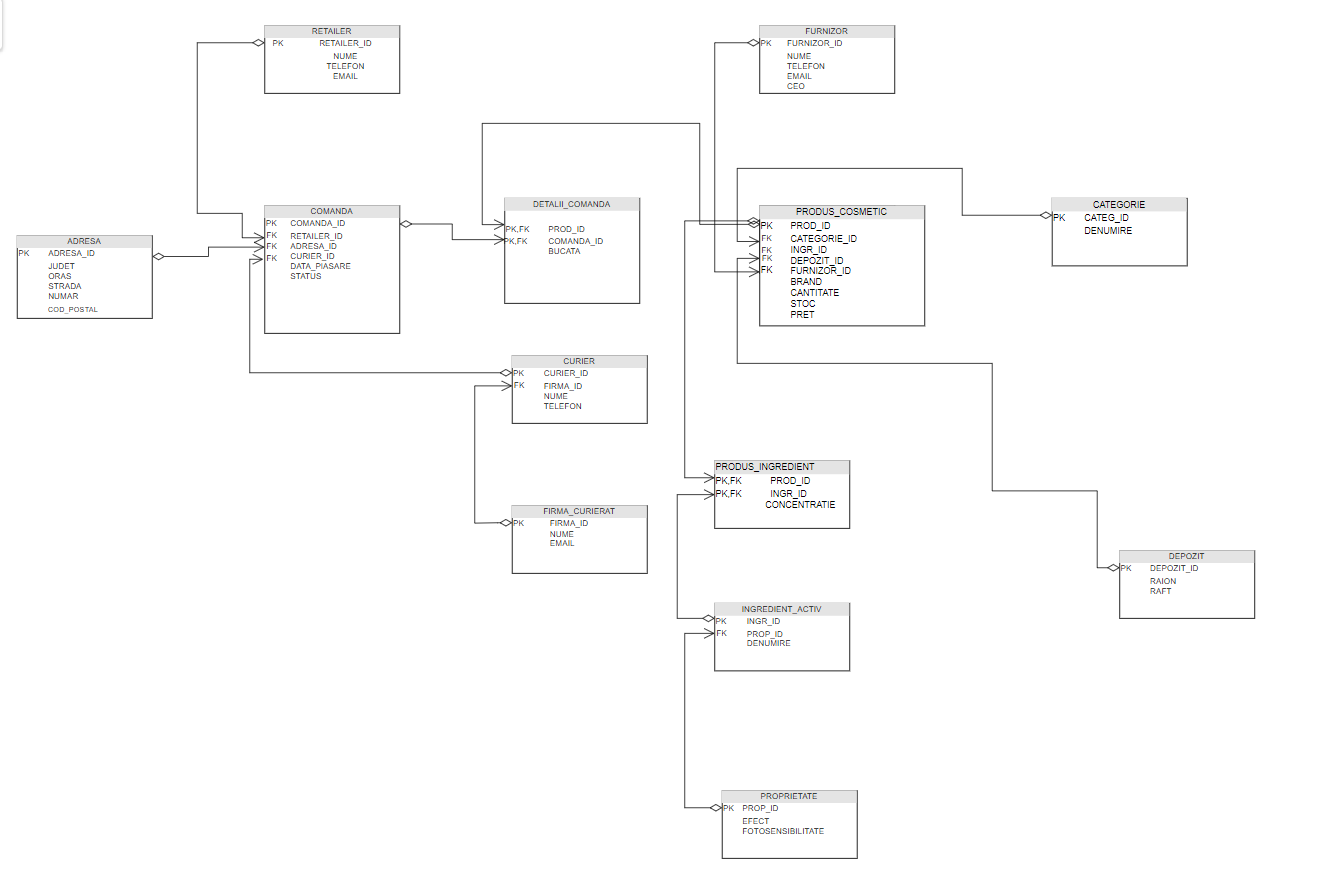 RETAILER
PK RETAILER_ID
NUME
TELEFON
EMAIL
FURNIZOR
PK FURNIZOR_ID
NUME
TELEFON
EMAIL
CEO
ADRESA
PK ADRESA_ID
JUDET
ORAS
STRADA
NUMAR
COD_POSTAL
COMANDA
PK COMANDA_ID
FK RETAILER_ID
FK ADRESA_ID
FK CURIER_ID
DATA_PIASARE
STATUS
DETALII_COMANDA
PK,FK PROD_ID
PK,FK COMANDA_ID
BUCATA
PRODUS_COSMETIC
PK PROD_ID
FK CATEGORIE_ID
FK INGR_ID
FK DEPOZIT_ID
FK FURNIZOR_ID
BRAND
CANTITATE
STOC
PRET
CATEGORIE
PK CATEG_ID
DENUMIRE
CURIER
PK CURIER_ID
FK FIRMA_ID
NUME
TELEFON
FIRMA_CURIERAT
PK FIRMA_ID
NUME
EMAIL
PRODUS_INGREDIENT
PK,FK PROD_ID
PK,FK INGR_ID
CONCENTRATIE
DEPOZIT
PK DEPOZIT_ID
RAION
RAFT
INGREDIENT_ACTIV
PK INGR_ID
FK PROP_ID
DENUMIRE
PROPRIETATE
PK PROP_ID
EFECT
FOTOSENSIBILITATE